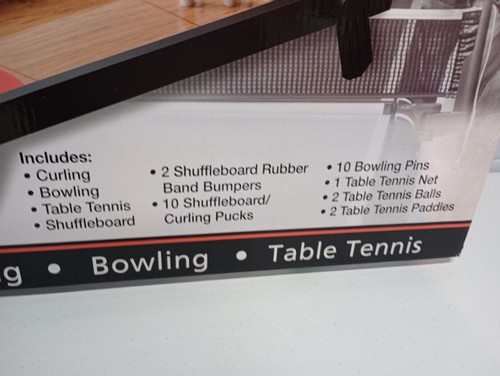 Includes:
• Curling
• Bowling
• Table Tennis
• Shuffleboard
• 2 Shuffleboard Rubber
Band Bumpers
• 10 Shuffleboard/
Curling Pucks
• 10 Bowling Pins
• 1 Table Tennis Net
• 2 Table Tennis Balls
• 2 Table Tennis Paddles
g • Bowling • Table Tennis